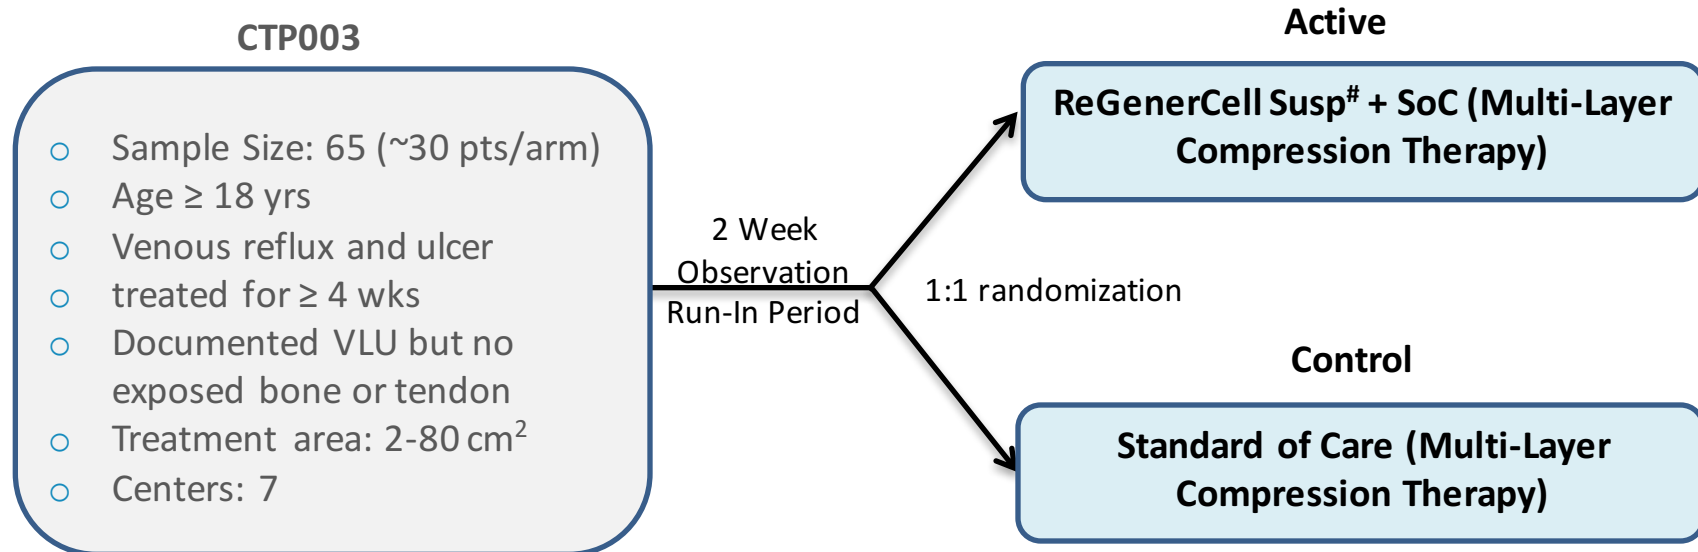 CTP003
○ Sample Size: 65 (~30 pts/arm)
○ Age ≥ 18 yrs
○ Venous reflux and ulcer
○ treated for ≥ 4 wks
○ Documented VLU but no
exposed bone or tendon
○ Treatment area: 2-80 cm²
○ Centers: 7
2 Week
Observation
Run-In Period
1:1 randomization
Active
ReGenerCell Susp# + SoC (Multi-Layer
Compression Therapy)
Control
Standard of Care (Multi-Layer
Compression Therapy)